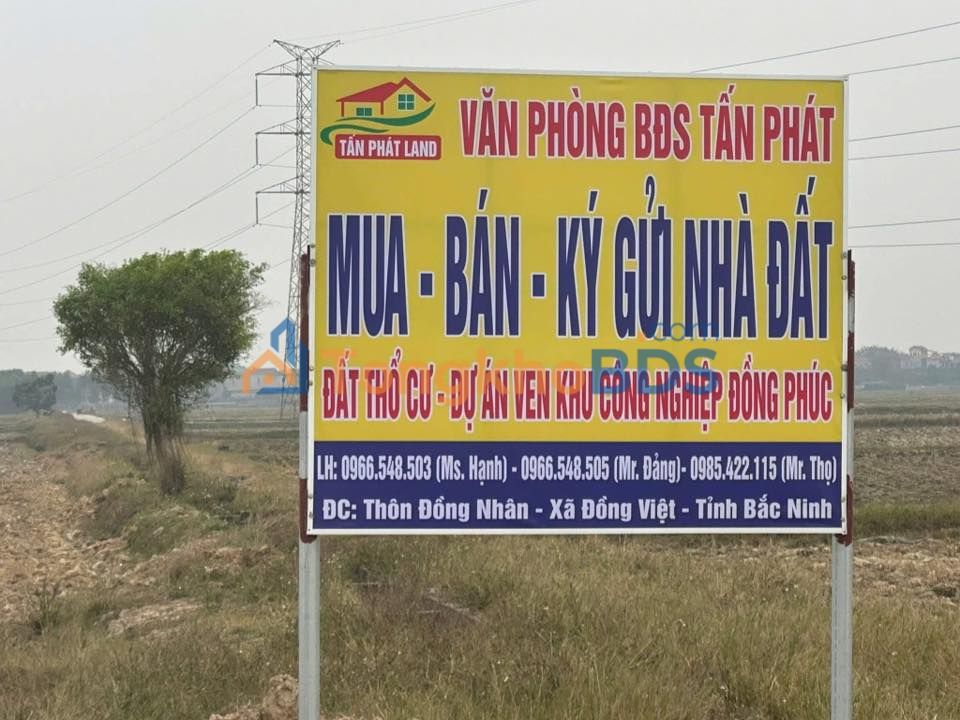 TẤN PHÁT LAND
VĂN PHÒNG BĐS TẤN PHÁT
MUA - BÁN - KÝ GỬI NHÀ ĐẤT
TongkhoBDS.com
ĐẤT THỔ CƯ - DỰ ÁN VEN KHU CÔNG NGHIỆP ĐỒNG PHÚC
LH: 0966.548.503 (Ms. Hạnh) - 0966.548.505 (Mr. Đảng)- 0985.422.115 (Mr. Thọ)
ĐC: Thôn Đồng Nhân - Xã Đồng Việt - Tỉnh Bắc Ninh